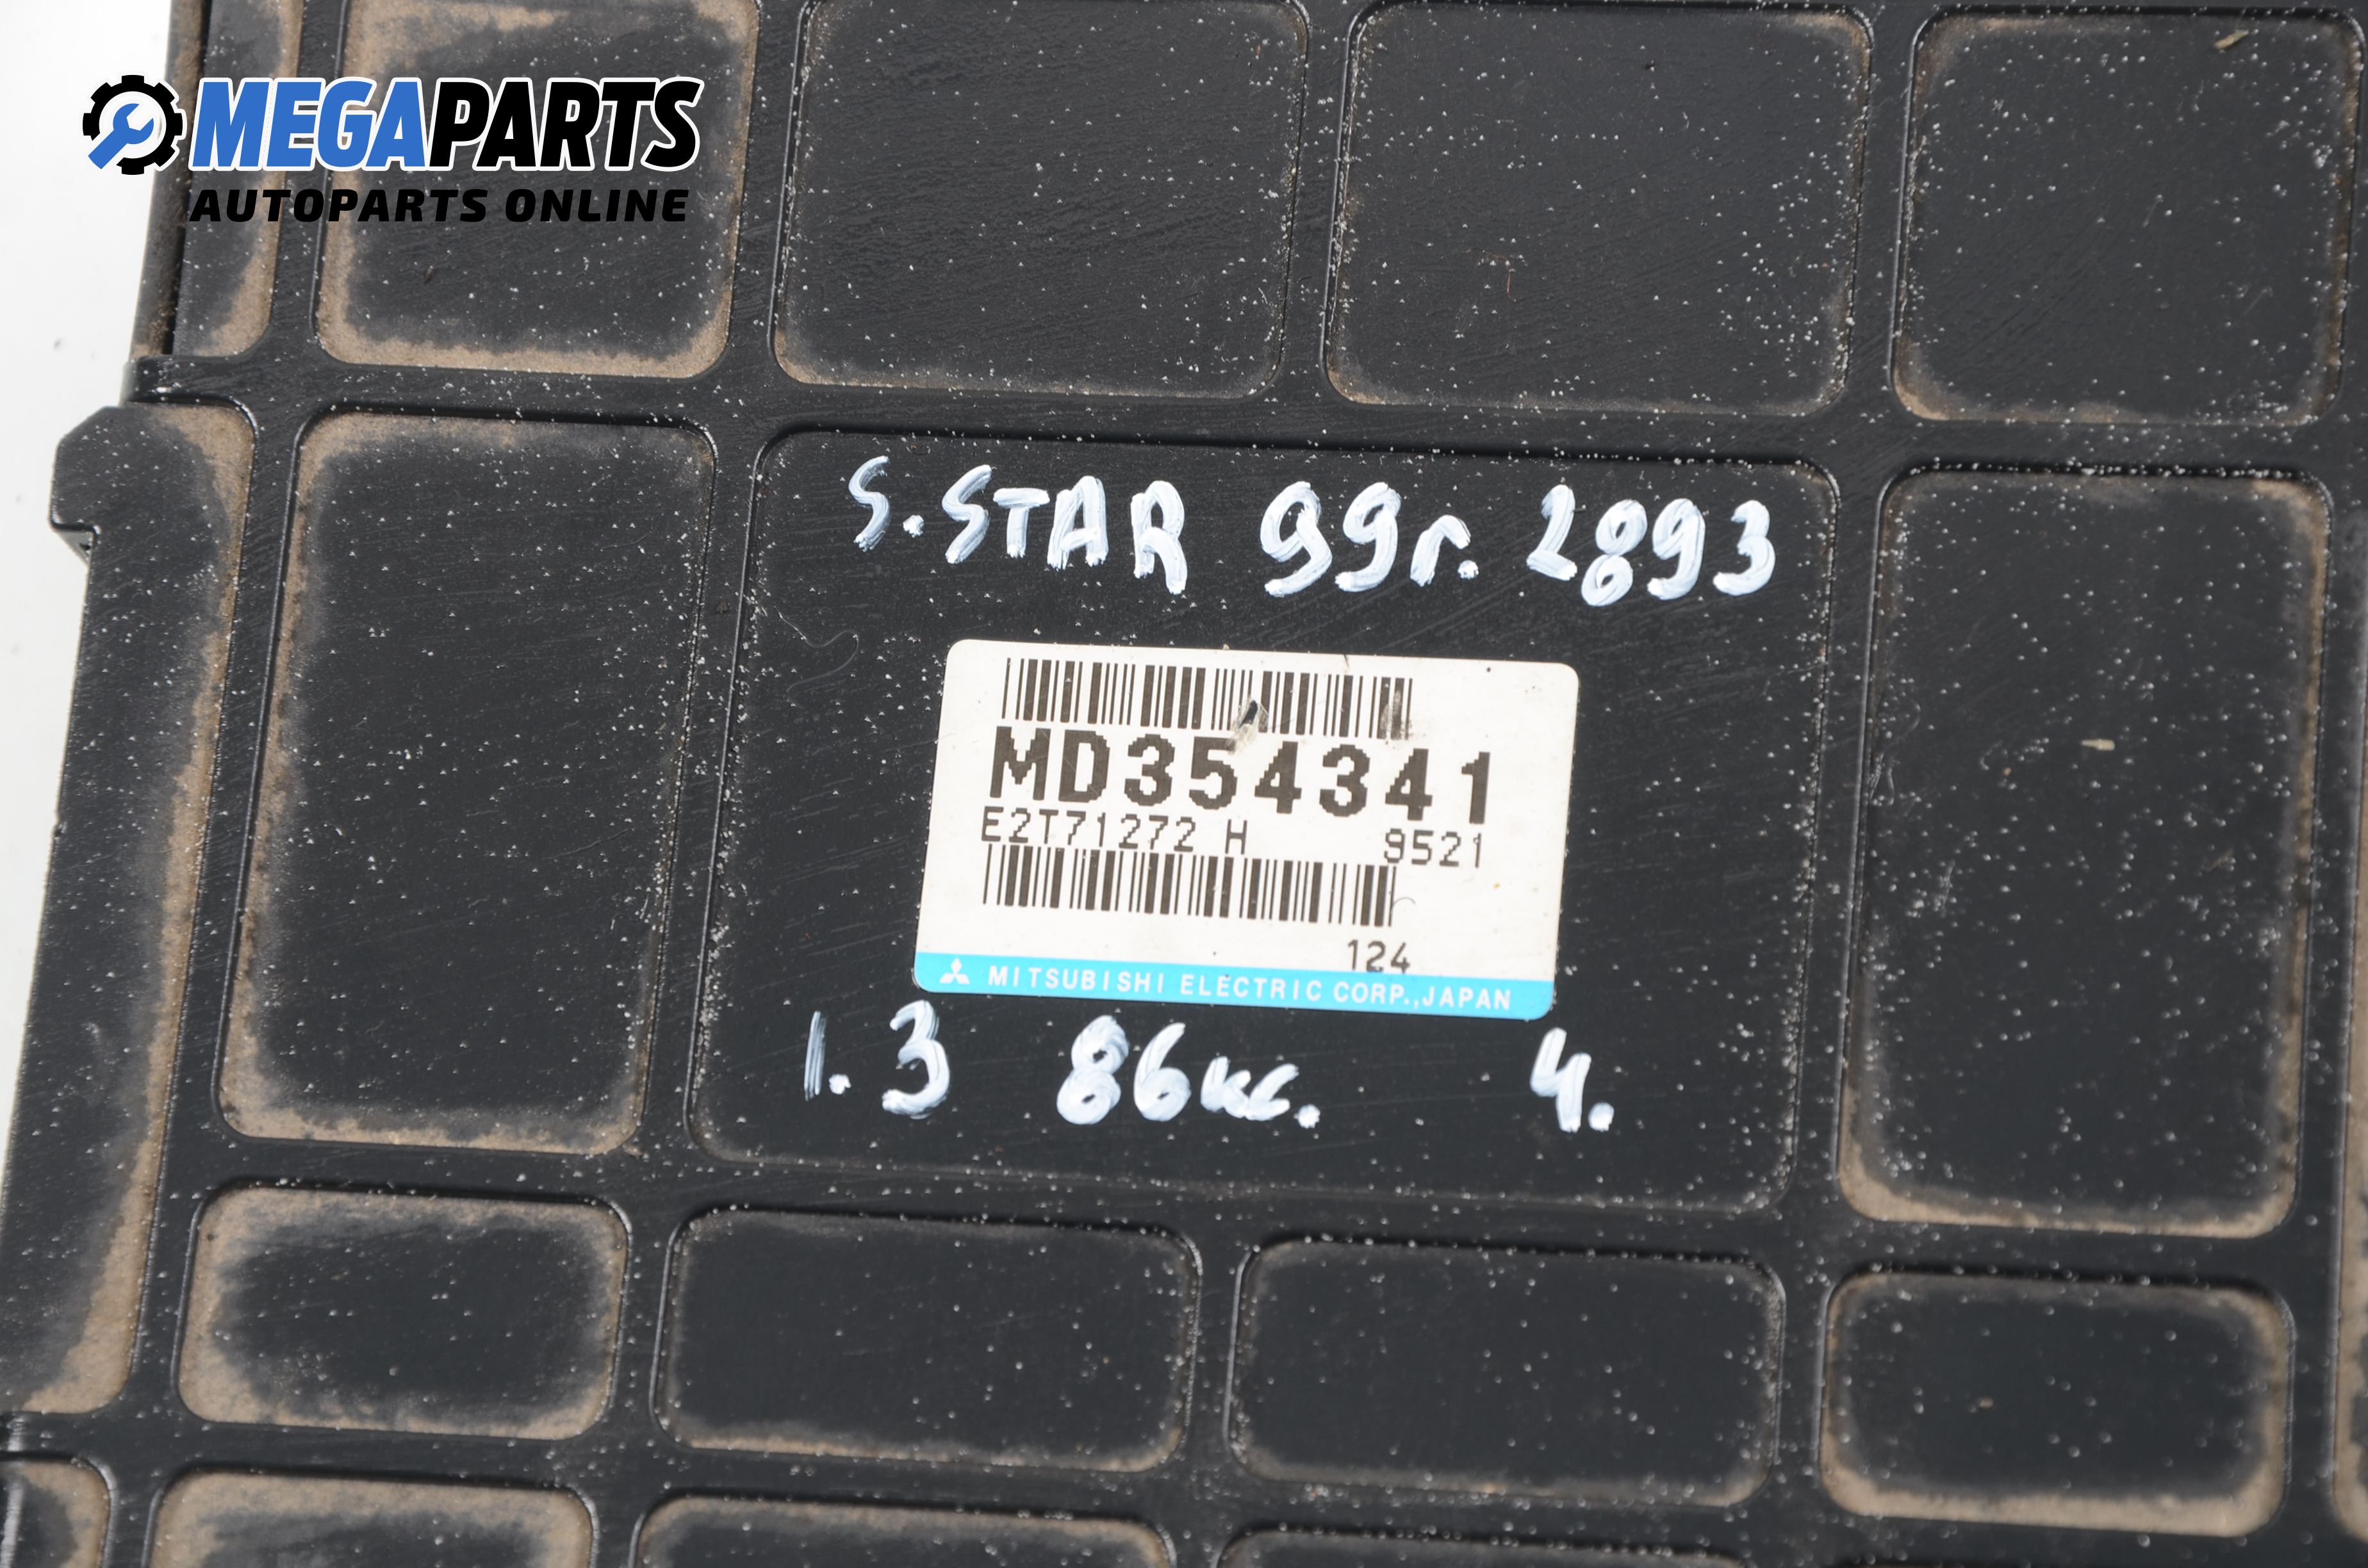 MEGAPARTS
AUTOPARTS ONLINE
S.STAR 99г. 2893
MD354341
E2T71272 H 9521
124
MITSUBISHI ELECTRIC CORP.,JAPAN
1.3 86кс. 4.